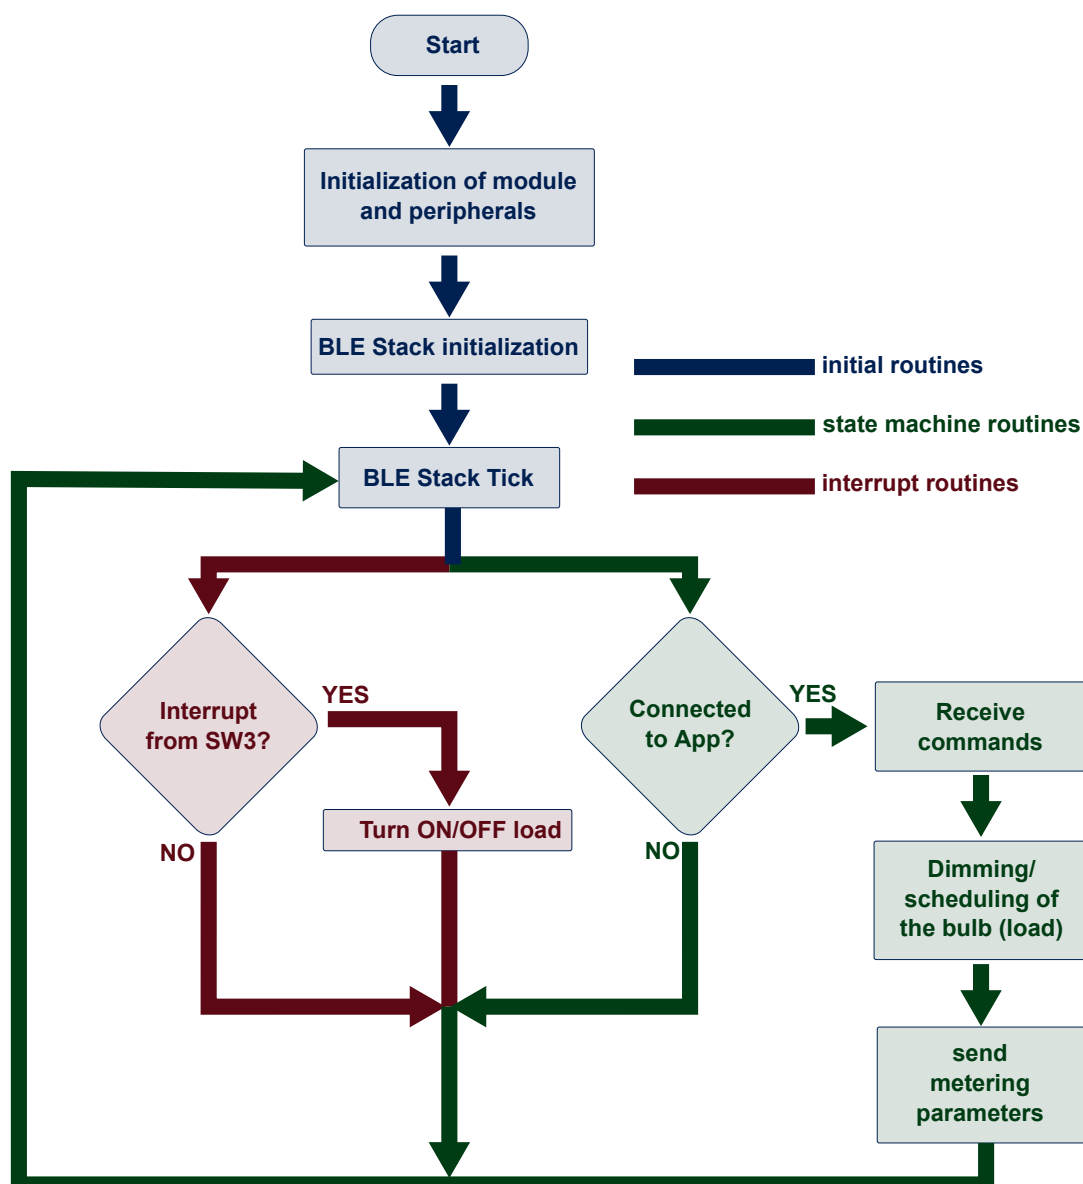 Start
Initialization of module
and peripherals
BLE Stack initialization
initial routines
state machine routines
BLE Stack Tick
interrupt routines
YES
Interrupt
from SW3?
NO
Turn ON/OFF load
Connected
to App?
YES
NO
Receive
commands
Dimming/
scheduling of
the bulb (load)
send
metering
parameters